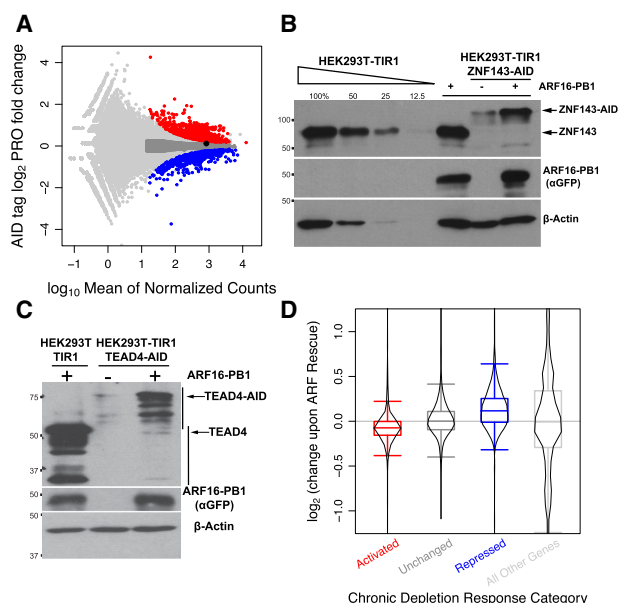 A
AID tag log2 PRO fold change
4
2
0
−2
−4
−1 0 1 2 3 4
log10 Mean of Normalized Counts
B
HEK293T-TIR1
HEK293T-TIR1
ZNF143-AID
+ - + ARF16-PB1
100% 50 25 12.5
100
50
ZNF143-AID
ZNF143
50
ARF16-PB1
(αGFP)
50
β-Actin
C
HEK293T
TIR1
HEK293T-TIR1
TEAD4-AID
+ - + ARF16-PB1
75
50
37
TEAD4-AID
TEAD4
50
ARF16-PB1
(αGFP)
50
37
β-Actin
D
log2 (change upon ARF Rescue)
1.0
0.5
0.0
−0.5
−1.0
Activated
Unchanged
Repressed
All Other Genes
Chronic Depletion Response Category